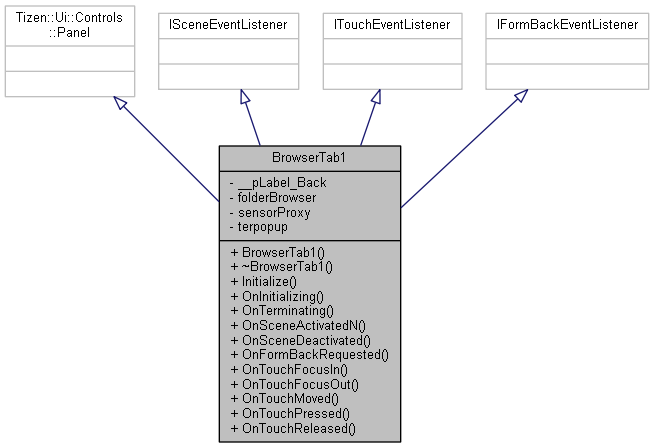 Tizen::Ui::Controls
::Panel
ISceneEventListener
ITouchEventListener
IFormBackEventListener
BrowserTab1
- __pLabel_Back
- folderBrowser
- sensorProxy
- terpopup
+ BrowserTab1()
+ ~BrowserTab1()
+ Initialize()
+ OnInitializing()
+ OnTerminating()
+ OnSceneActivatedN()
+ OnSceneDeactivated()
+ OnFormBackRequested()
+ OnTouchFocusIn()
+ OnTouchFocusOut()
+ OnTouchMoved()
+ OnTouchPressed()
+ OnTouchReleased()